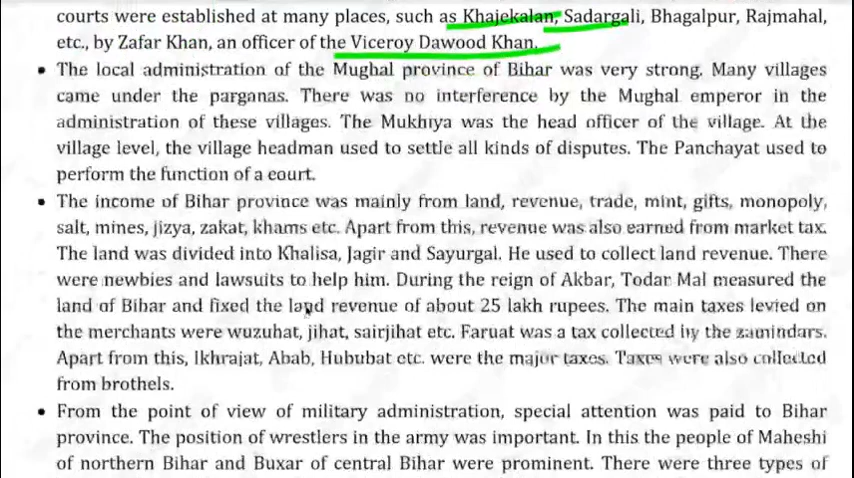 courts were established at many places, such as Khajekalan, Sadargali, Bhagalpur, Rajmahal,
etc., by Zafar Khan, an officer of the Viceroy Dawood Khan.
• The local administration of the Mughal province of Bihar was very strong. Many villages
came under the parganas. There was no interference by the Mughal emperor in the
administration of these villages. The Mukhiya was the head officer of the village. At the
village level, the village headman used to settle all kinds of disputes. The Panchayat used to
perform the function of a court.
• The income of Bihar province was mainly from land, revenue, trade, mint, gifts, monopoly,
salt, mines, jizya, zakat, khams etc. Apart from this, revenue was also earned from market tax.
The land was divided into Khalisa, Jagir and Sayurgal. He used to collect land revenue. There
were newbies and lawsuits to help him. During the reign of Akbar, Todar Mal measured the
land of Bihar and fixed the land revenue of about 25 lakh rupees. The main taxes levied on
the merchants were wuzuhat, jihat, sairjihat etc. Faruat was a tax collected by the zamindars.
Apart from this, Ikhrajat, Abab, Hububat etc. were the major taxes. Taxes were also collected
from brothels.
• From the point of view of military administration, special attention was paid to Bihar
province. The position of wrestlers in the army was important. In this the people of Maheshi
of northern Bihar and Buxar of central Bihar were prominent. There were three types of